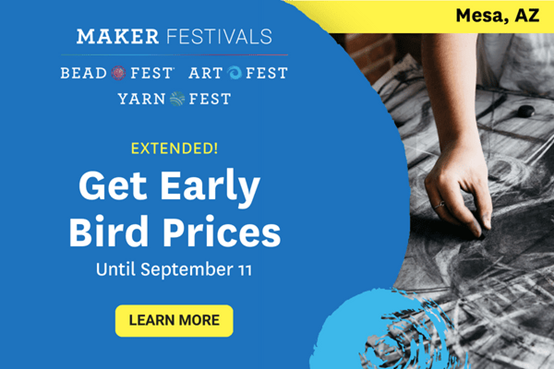 Mesa, AZ
MAKER FESTIVALS
BEAD FEST ART FEST
YARN FEST
EXTENDED!
Get Early
Bird Prices
Until September 11
LEARN MORE